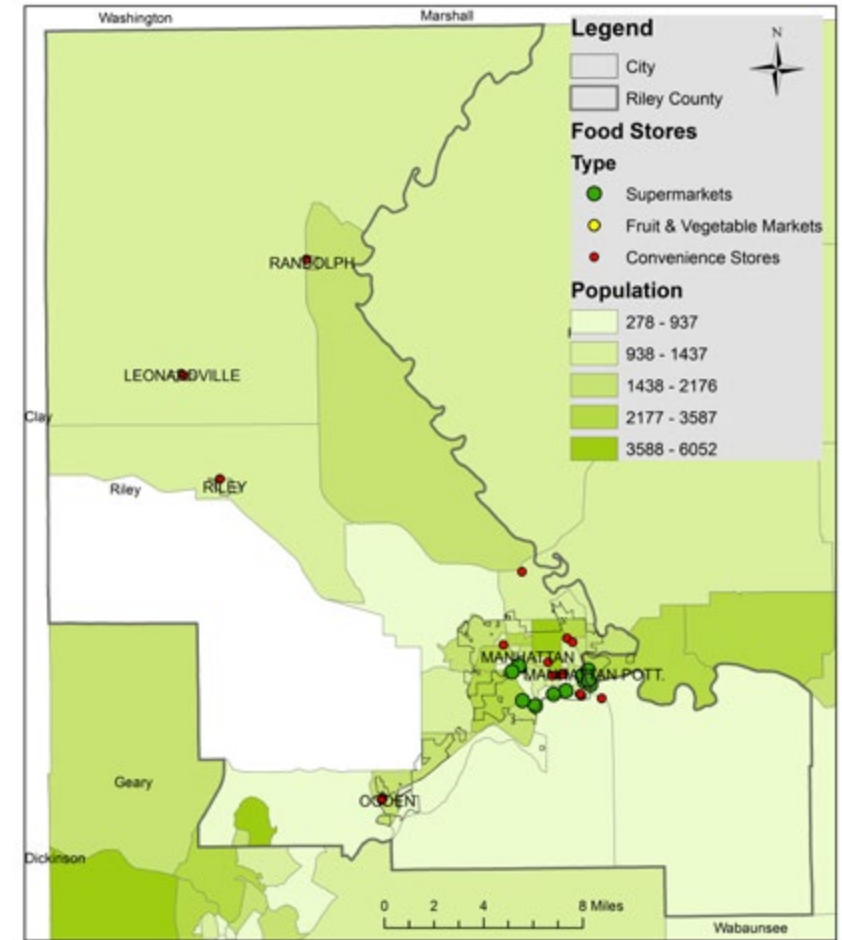 Washington
Marshall
Legend
N
City
Riley County
Food Stores
Type
Supermarkets
Fruit & Vegetable Markets
Convenience Stores
Population
278 - 937
938 - 1437
1438 - 2176
2177 - 3587
3588 - 6052
RANDOLPH
LEONARDVILLE
Clay
RILEY
Riley
MANHATTAN
MANHATTAN POTT.
Geary
OGDEN
Dickinson
0 2 4 8 Miles
Wabaunsee